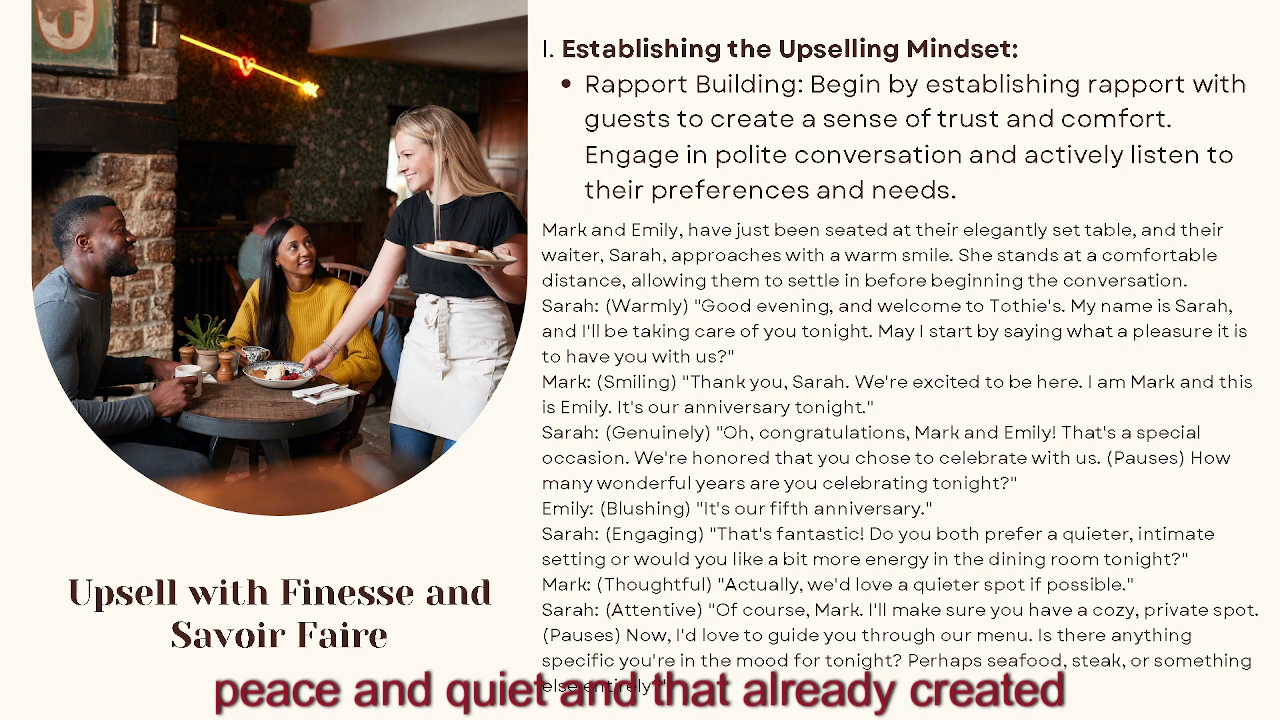 I. Establishing the Upselling Mindset:
• Rapport Building: Begin by establishing rapport with
guests to create a sense of trust and comfort.
Engage in polite conversation and actively listen to
their preferences and needs.
Mark and Emily, have just been seated at their elegantly set table, and their
waiter, Sarah, approaches with a warm smile. She stands at a comfortable
distance, allowing them to settle in before beginning the conversation.
Sarah: (Warmly) "Good evening, and welcome to Tothie's. My name is Sarah,
and I'll be taking care of you tonight. May I start by saying what a pleasure it is
to have you with us?"
Mark: (Smiling) "Thank you, Sarah. We're excited to be here. I am Mark and this
is Emily. It's our anniversary tonight."
Sarah: (Genuinely) "Oh, congratulations, Mark and Emily! That's a special
occasion. We're honored that you chose to celebrate with us. (Pauses) How
many wonderful years are you celebrating tonight?"
Emily: (Blushing) "It's our fifth anniversary."
Sarah: (Engaging) "That's fantastic! Do you both prefer a quieter, intimate
setting or would you like a bit more energy in the dining room tonight?"
Mark: (Thoughtful) "Actually, we'd love a quieter spot if possible."
Sarah: (Attentive) "Of course, Mark. I'll make sure you have a cozy, private spot.
(Pauses) Now, I'd love to guide you through our menu. Is there anything
specific you're in the mood for tonight? Perhaps seafood, steak, or something
else entirely?"
Upsell with Finesse and
Savoir Faire
peace and quiet and that already created